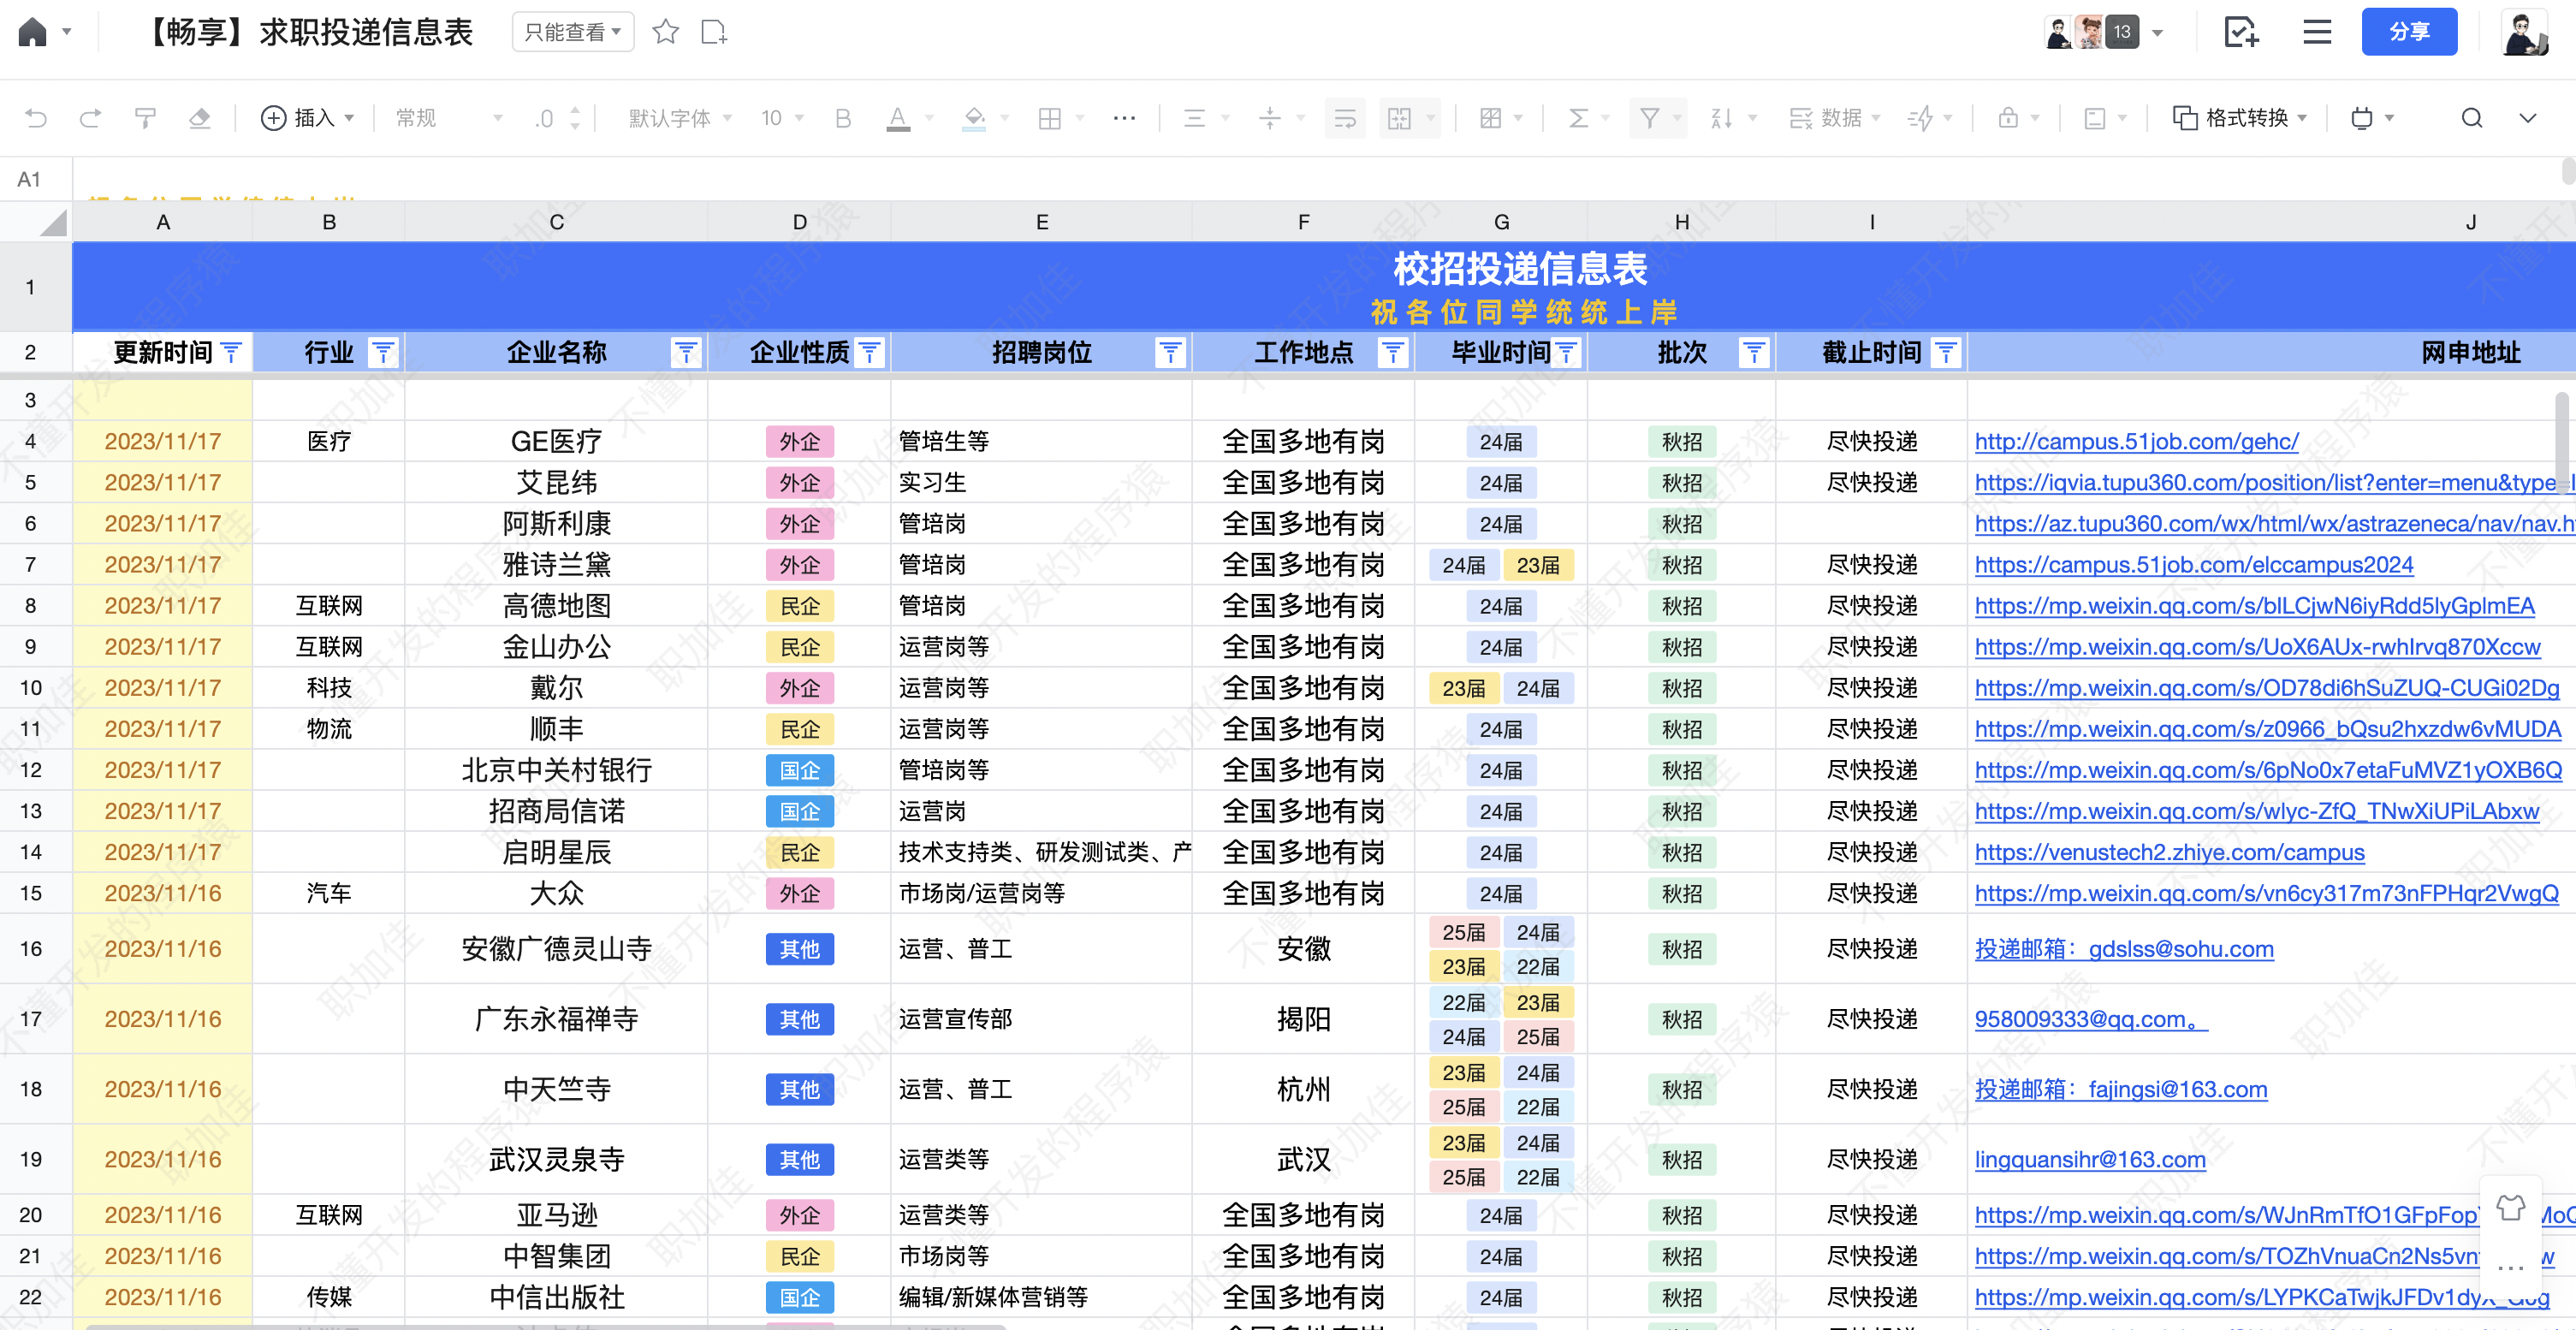 【畅享】求职投递信息表 只能查看 13 分享
插入 常规 .0 默认字体 10 B A 数据 格式转换
A1
A B C D E F G H I J
1 校招投递信息表
祝各位同学统统上岸
2 更新时间 行业 企业名称 企业性质 招聘岗位 工作地点 毕业时间 批次 截止时间 网申地址
3
4 2023/11/17 医疗 GE医疗 外企 管培生等 全国多地有岗 24届 秋招 尽快投递 http://campus.51job.com/gehc/
5 2023/11/17 艾昆纬 外企 实习生 全国多地有岗 24届 秋招 尽快投递 https://iqvia.tupu360.com/position/list?enter=menu&type=
6 2023/11/17 阿斯利康 外企 管培岗 全国多地有岗 24届 秋招 https://az.tupu360.com/wx/html/wx/astrazeneca/nav/nav.h
7 2023/11/17 雅诗兰黛 外企 管培岗 全国多地有岗 24届 23届 秋招 尽快投递 https://campus.51job.com/elccampus2024
8 2023/11/17 互联网 高德地图 民企 管培岗 全国多地有岗 24届 秋招 尽快投递 https://mp.weixin.qq.com/s/blLCjwN6iyRdd5lyGplmEA
9 2023/11/17 互联网 金山办公 民企 运营岗等 全国多地有岗 24届 秋招 尽快投递 https://mp.weixin.qq.com/s/UoX6AUx-rwhIrvq870Xccw
10 2023/11/17 科技 戴尔 外企 运营岗等 全国多地有岗 23届 24届 秋招 尽快投递 https://mp.weixin.qq.com/s/OD78di6hSuZUQ-CUGi02Dg
11 2023/11/17 物流 顺丰 民企 运营岗等 全国多地有岗 24届 秋招 尽快投递 https://mp.weixin.qq.com/s/z0966_bQsu2hxzdw6vMUDA
12 2023/11/17 北京中关村银行 国企 管培岗等 全国多地有岗 24届 秋招 尽快投递 https://mp.weixin.qq.com/s/6pNo0x7etaFuMVZ1yOXB6Q
13 2023/11/17 招商局信诺 国企 运营岗 全国多地有岗 24届 秋招 尽快投递 https://mp.weixin.qq.com/s/wlyc-ZfQ_TNwXiUPiLAbxw
14 2023/11/17 启明星辰 民企 技术支持类、研发测试类、产 全国多地有岗 24届 秋招 尽快投递 https://venustech2.zhiye.com/campus
15 2023/11/16 汽车 大众 外企 市场岗/运营岗等 全国多地有岗 24届 秋招 尽快投递 https://mp.weixin.qq.com/s/vn6cy317m73nFPHqr2VwgQ
16 2023/11/16 安徽广德灵山寺 其他 运营、普工 安徽 25届 24届 23届 22届 秋招 尽快投递 投递邮箱：gdslss@sohu.com
17 2023/11/16 广东永福禅寺 其他 运营宣传部 揭阳 22届 23届 24届 25届 秋招 尽快投递 958009333@qq.com。
18 2023/11/16 中天竺寺 其他 运营、普工 杭州 23届 24届 25届 22届 秋招 尽快投递 投递邮箱：fajingsi@163.com
19 2023/11/16 武汉灵泉寺 其他 运营类等 武汉 23届 24届 25届 22届 秋招 尽快投递 lingquansihr@163.com
20 2023/11/16 互联网 亚马逊 外企 运营类等 全国多地有岗 24届 秋招 尽快投递 https://mp.weixin.qq.com/s/WJnRmTfO1GFpFop
21 2023/11/16 中智集团 民企 市场岗等 全国多地有岗 24届 秋招 尽快投递 https://mp.weixin.qq.com/s/TOZhVnuaCn2Ns5vn
22 2023/11/16 传媒 中信出版社 国企 编辑/新媒体营销等 全国多地有岗 24届 秋招 尽快投递 https://mp.weixin.qq.com/s/LYPKCaTwjkJFDv1dy
职加佳
不懂开发的程序猿